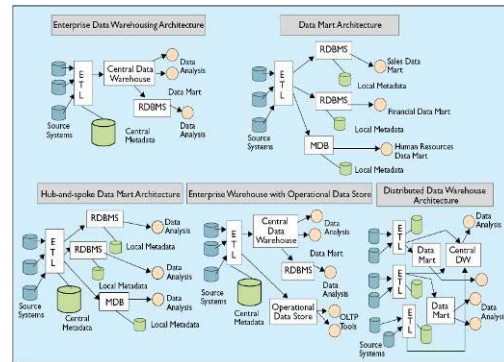 Enterprise Data Warehousing Architecture
E
T
L
Central Data
Warehouse
Data
Analysis
Data Mart
RDBMS
Data
Analysis
Source
Systems
Central
Metadata
Data Mart Architecture
E
T
L
RDBMS
Sales Data
Mart
Local Metadata
RDBMS
Financial Data Mart
Local Metadata
MDB
Human Resources
Data Mart
Local Metadata
Source
Systems
Hub-and-spoke Data Mart Architecture
E
T
L
RDBMS
Data
Analysis
Local Metadata
RDBMS
Data
Analysis
MDB
Data
Analysis
Local Metadata
Source
Systems
Central
Metadata
Enterprise Warehouse with Operational Data Store
E
T
L
Central
Data
Warehouse
Data
Analysis
Data Mart
RDBMS
Data
Analysis
Operational
Data Store
OLTP
Tools
Source
Systems
Central
Metadata
Distributed Data Warehouse
Architecture
E
T
L
Data
Analysis
Data
Mart
Central
DW
E
T
L
Data
Mart
Data
Analysis
E
T
L
Source
Systems